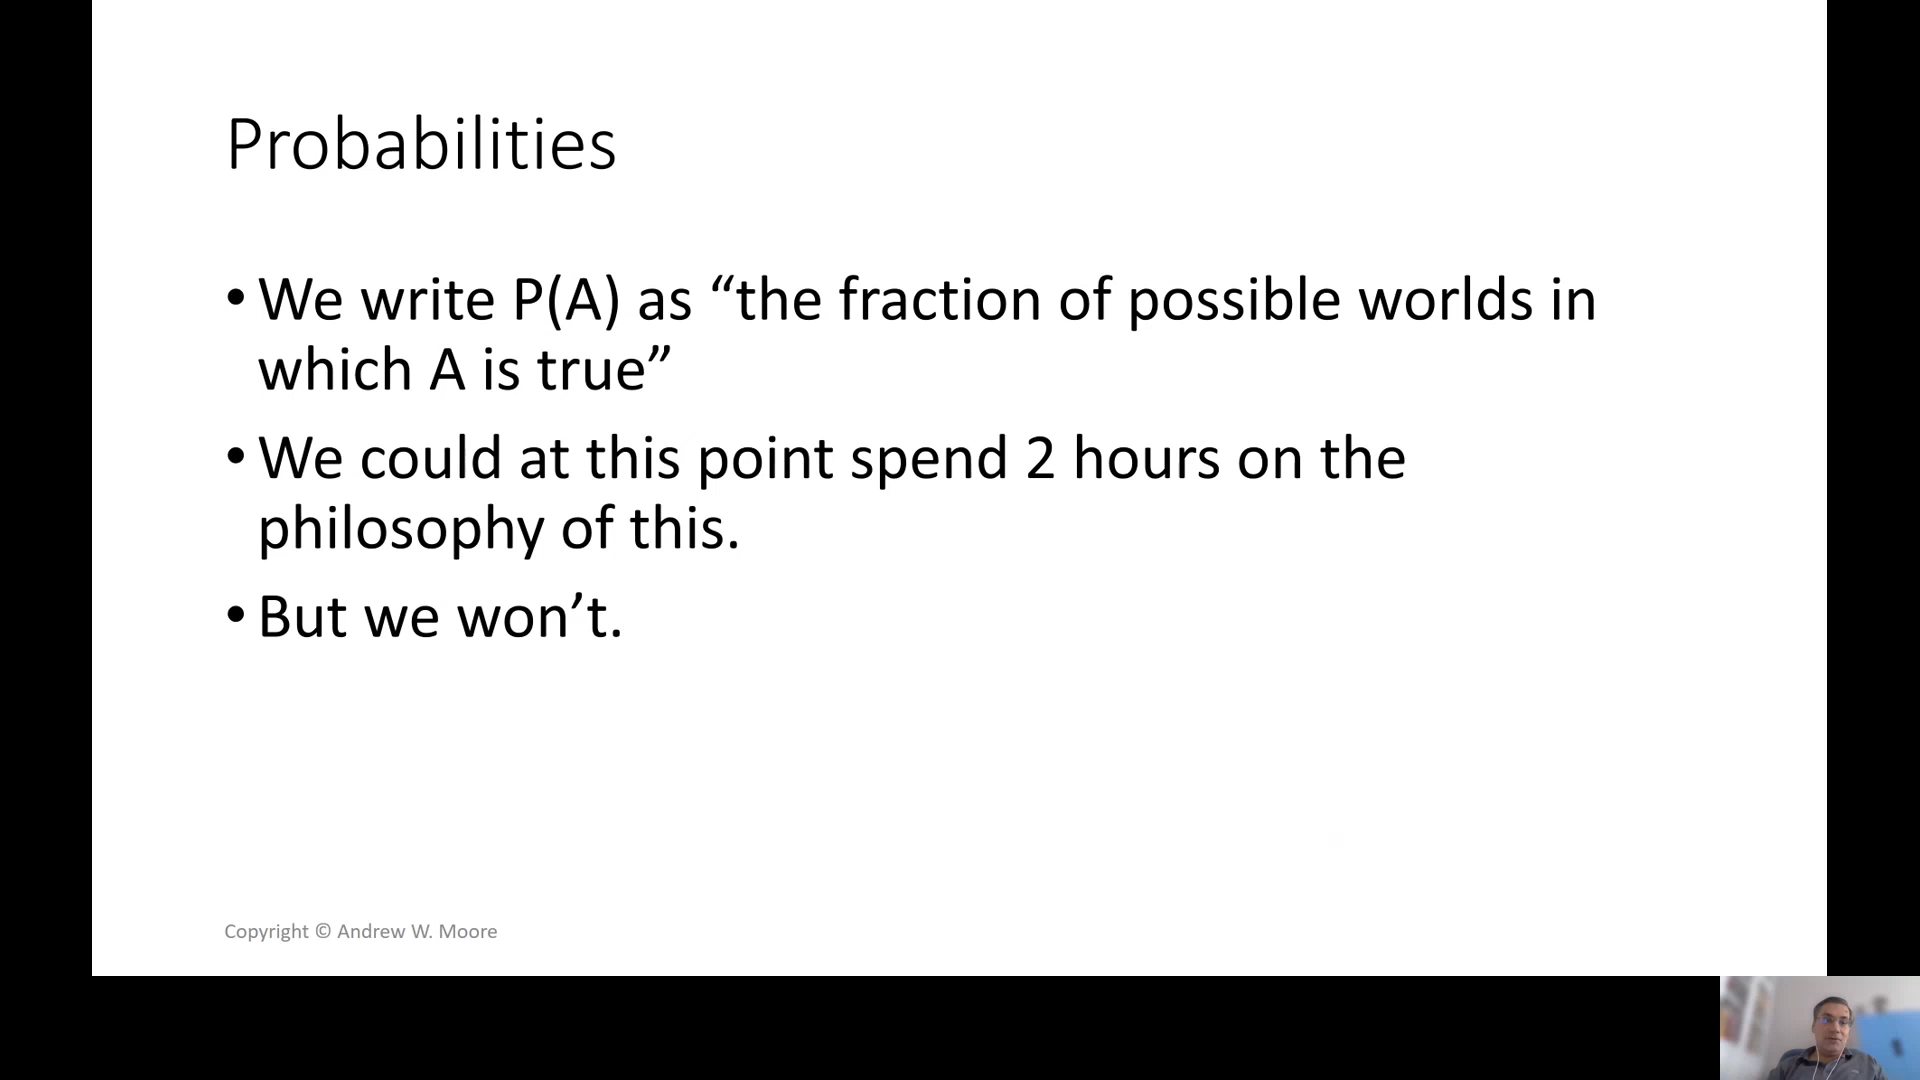 Probabilities
• We write P(A) as “the fraction of possible worlds in
which A is true”
• We could at this point spend 2 hours on the
philosophy of this.
• But we won’t.
Copyright © Andrew W. Moore